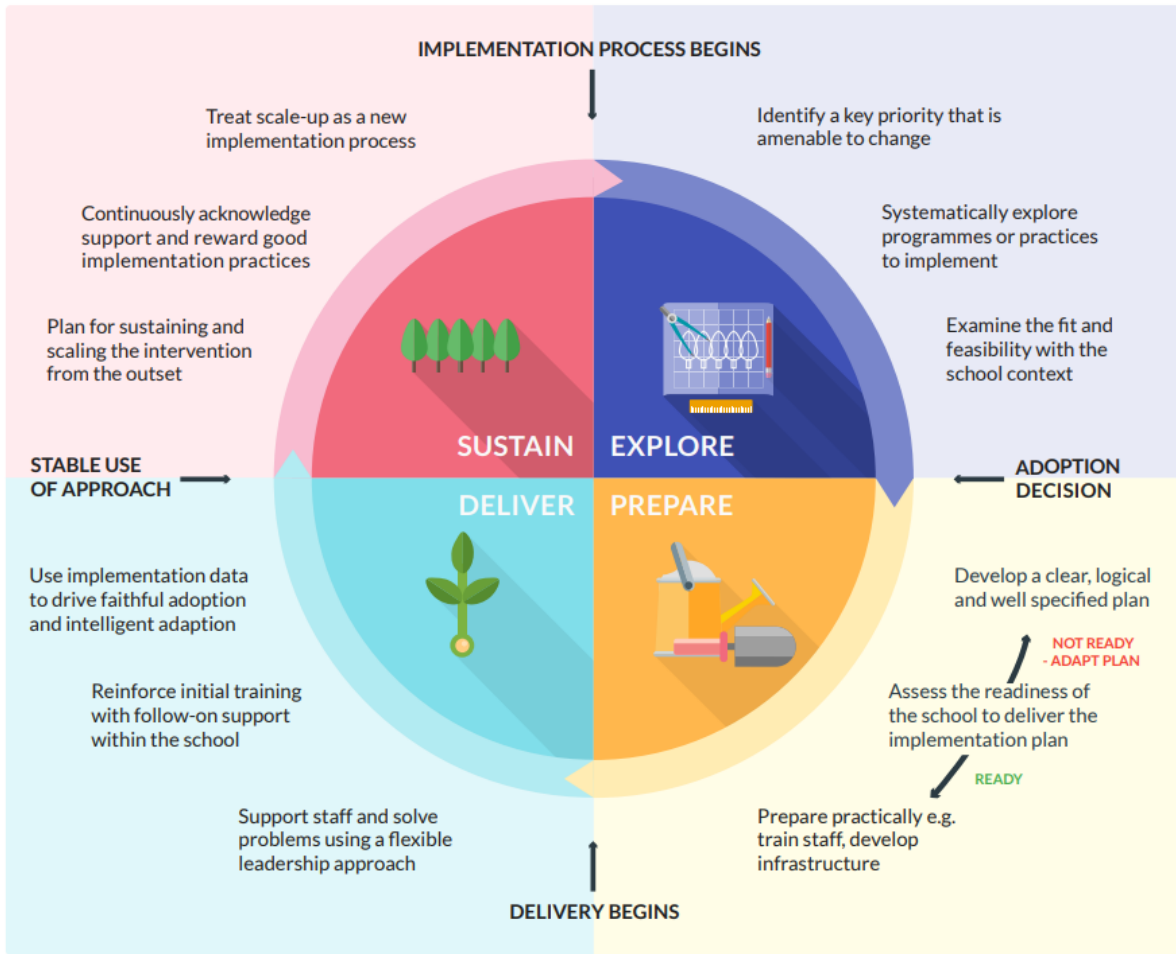 IMPLEMENTATION PROCESS BEGINS
Treat scale-up as a new
implementation process
Identify a key priority that is
amenable to change
Continuously acknowledge
support and reward good
implementation practices
Systematically explore
programmes or practices
to implement
Plan for sustaining and
scaling the intervention
from the outset
Examine the fit and
feasibility with the
school context
SUSTAIN
EXPLORE
STABLE USE
OF APPROACH
ADOPTION
DECISION
DELIVER
PREPARE
Use implementation data
to drive faithful adoption
and intelligent adaption
Develop a clear, logical
and well specified plan
NOT READY
- ADAPT PLAN
Reinforce initial training
with follow-on support
within the school
Assess the readiness of
the school to deliver the
implementation plan
READY
Support staff and solve
problems using a flexible
leadership approach
Prepare practically e.g.
train staff, develop
infrastructure
DELIVERY BEGINS